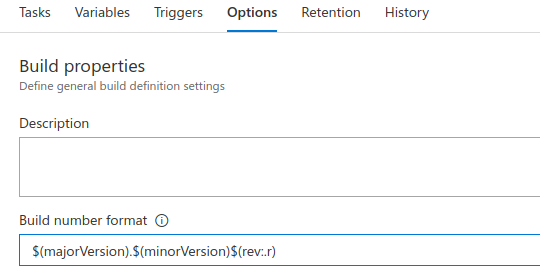 Tasks Variables Triggers Options Retention History
Build properties
Define general build definition settings
Description
Build number format
$(majorVersion).$(minorVersion)$(rev:.r)